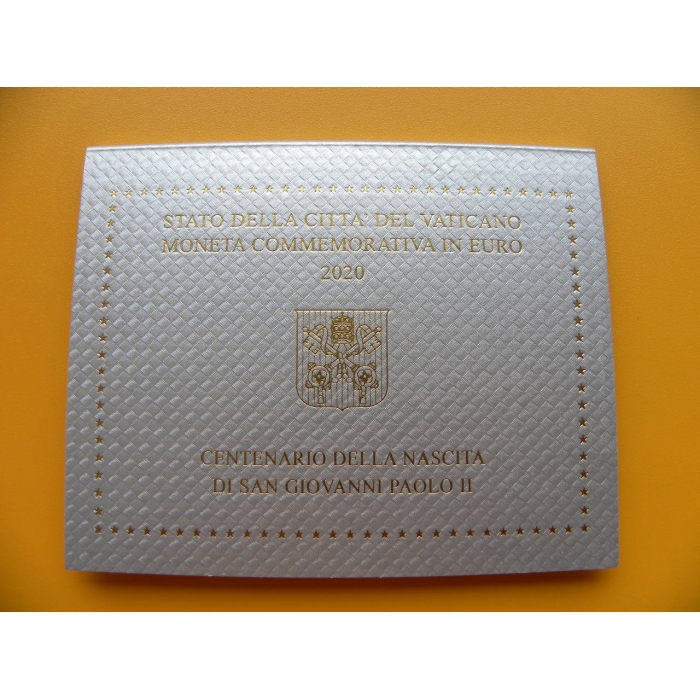 STATO DELLA CITTA' DEL VATICANO
MONETA COMMEMORATIVA IN EURO
2020
CENTENARIO DELLA NASCITA
DI SAN GIOVANNI PAOLO II